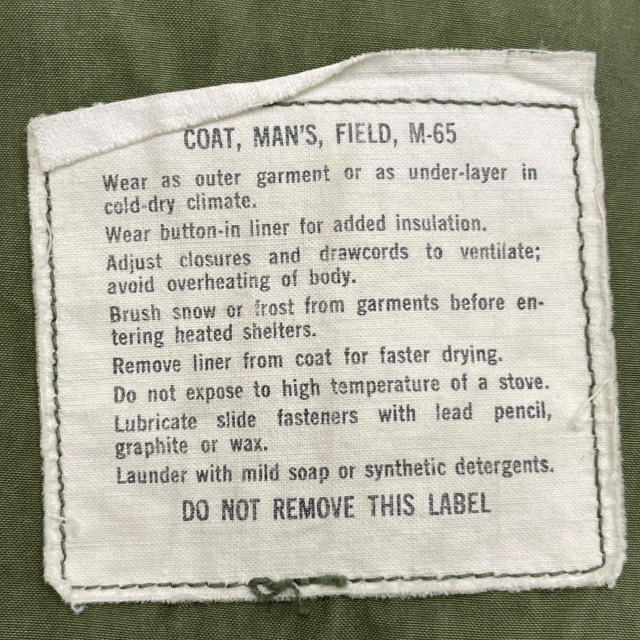 COAT, MAN'S, FIELD, M-65
Wear as outer garment or as under-layer in
cold-dry climate.
Wear button-in liner for added insulation.
Adjust closures and drawcords to ventilate;
avoid overheating of body.
Brush snow or frost from garments before en-
tering heated shelters.
Remove liner from coat for faster drying.
Do not expose to high temperature of a stove.
Lubricate slide fasteners with lead pencil,
graphite or wax.
Launder with mild soap or synthetic detergents.
DO NOT REMOVE THIS LABEL